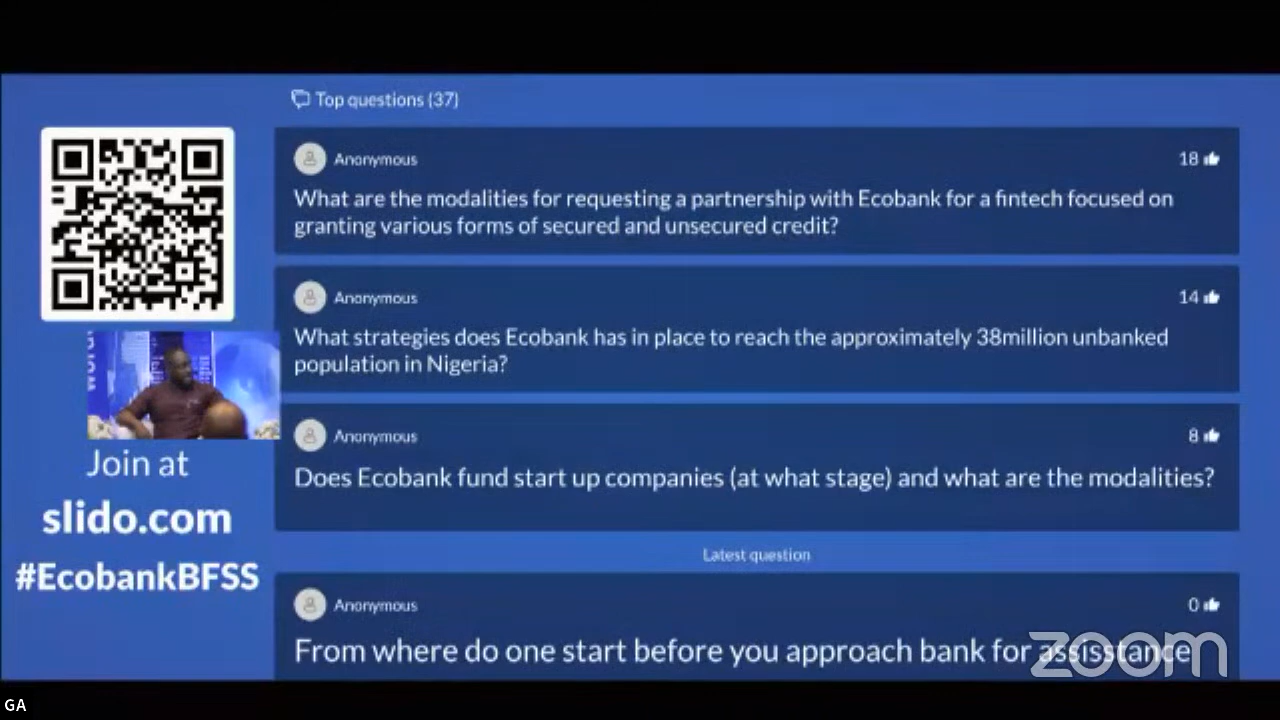 Top questions (37)
Anonymous
18
What are the modalities for requesting a partnership with Ecobank for a fintech focused on
granting various forms of secured and unsecured credit?
Anonymous
14
What strategies does Ecobank has in place to reach the approximately 38million unbanked
population in Nigeria?
Anonymous
8
Does Ecobank fund start up companies (at what stage) and what are the modalities?
Latest question
Anonymous
0
From where do one start before you approach bank for assisstance
Join at
slido.com
#EcobankBFSS
zoom
GA